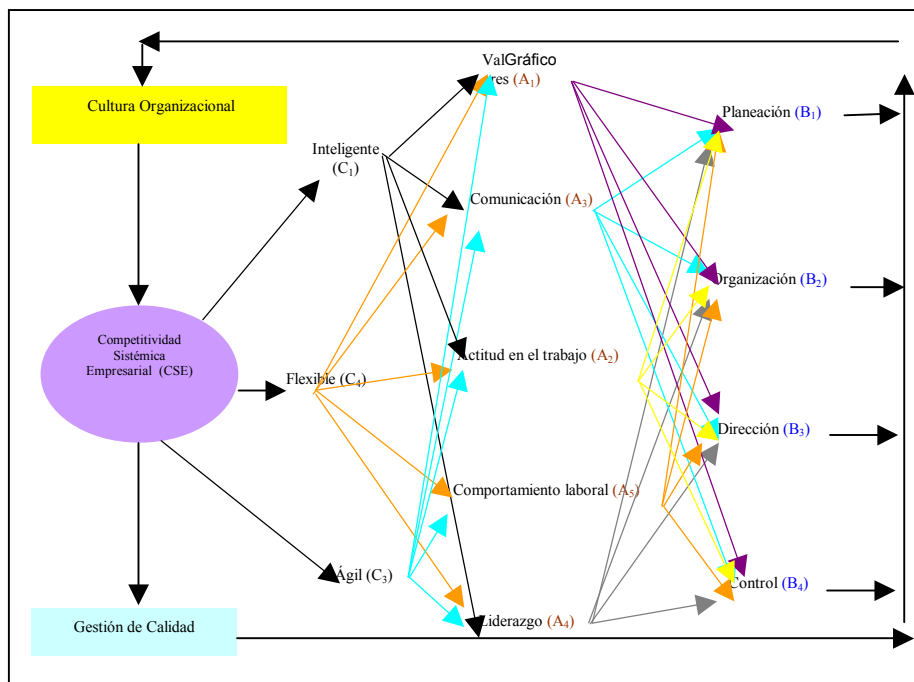 ValGráfico
res (A₁)
Cultura Organizacional
Planeación (B₁)
Inteligente
(C₁)
Comunicación (A₃)
Organización (B₂)
Competitividad
Sistémica
Empresarial (CSE)
Actitud en el trabajo (A₂)
Flexible (C₄)
Dirección (B₃)
Comportamiento laboral (A₅)
Ágil (C₃)
Control (B₄)
Liderazgo (A₄)
Gestión de Calidad